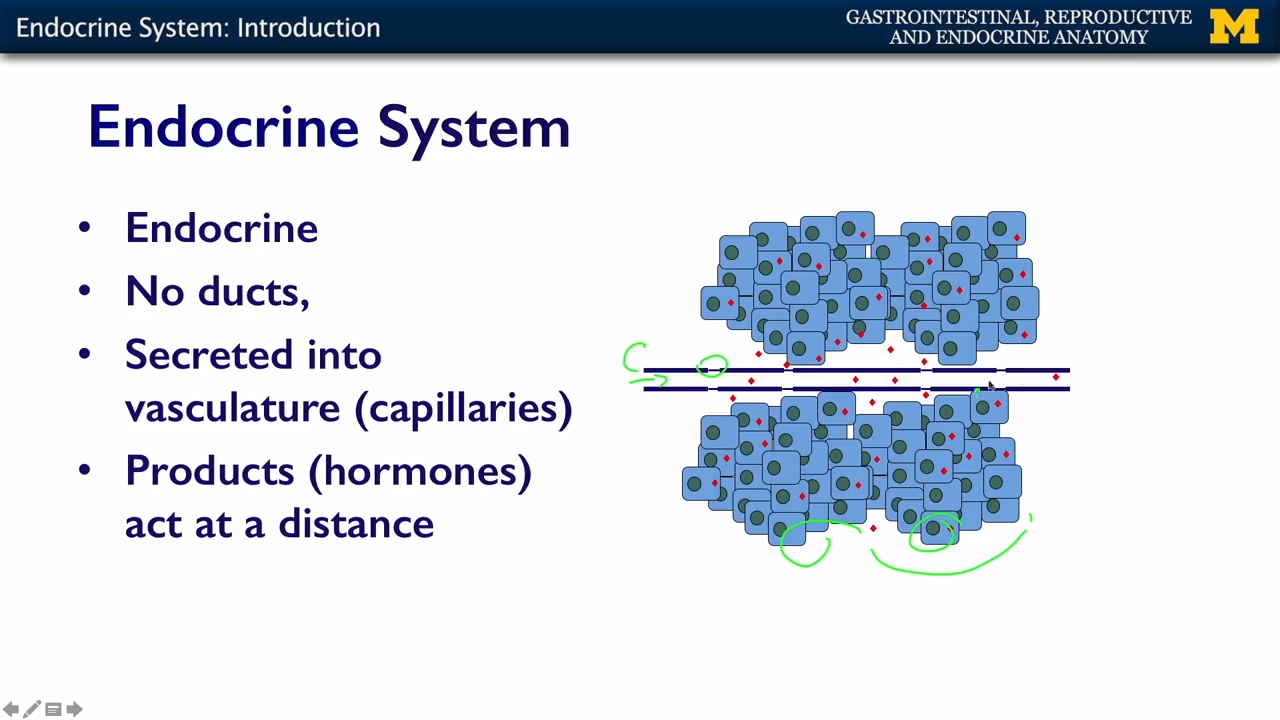 Endocrine System: Introduction
GASTROINTESTINAL, REPRODUCTIVE
AND ENDOCRINE ANATOMY
M
Endocrine System
• Endocrine
• No ducts,
• Secreted into
vasculature (capillaries)
• Products (hormones)
act at a distance
C